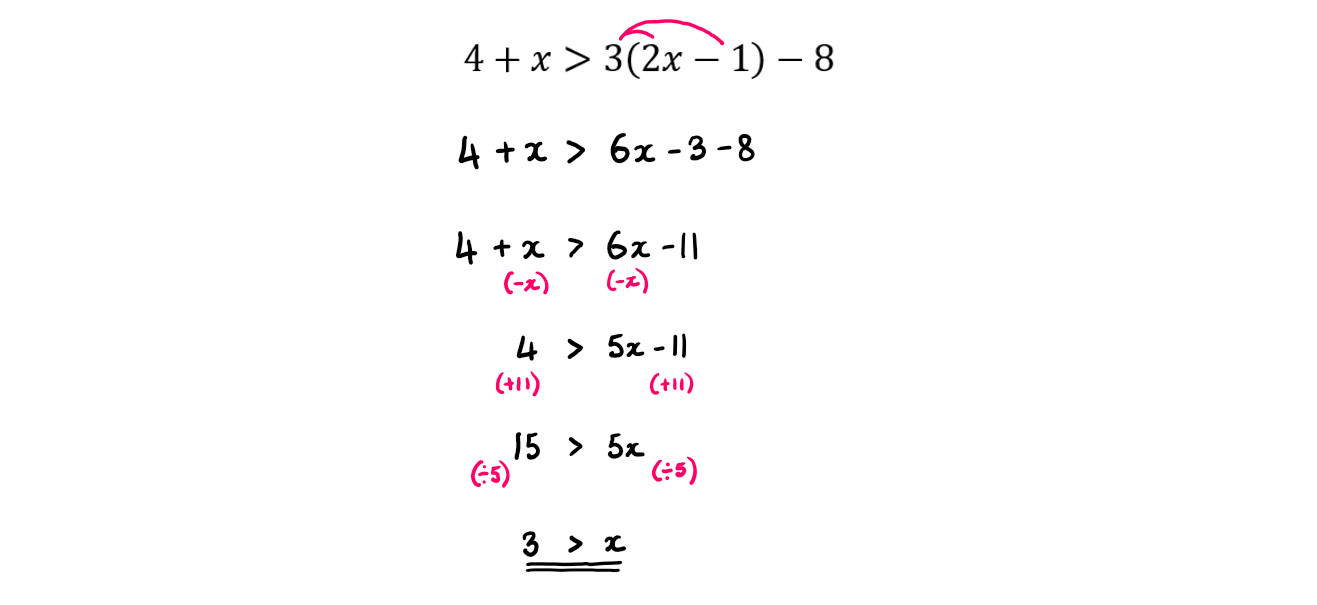 4 + x > 3(2x − 1) − 8
4 + x > 6x - 3 - 8
4 + x > 6x - 11
(-x) (-x)
4 > 5x - 11
(+11) (+11)
15 > 5x
(÷5) (÷5)
3 > x